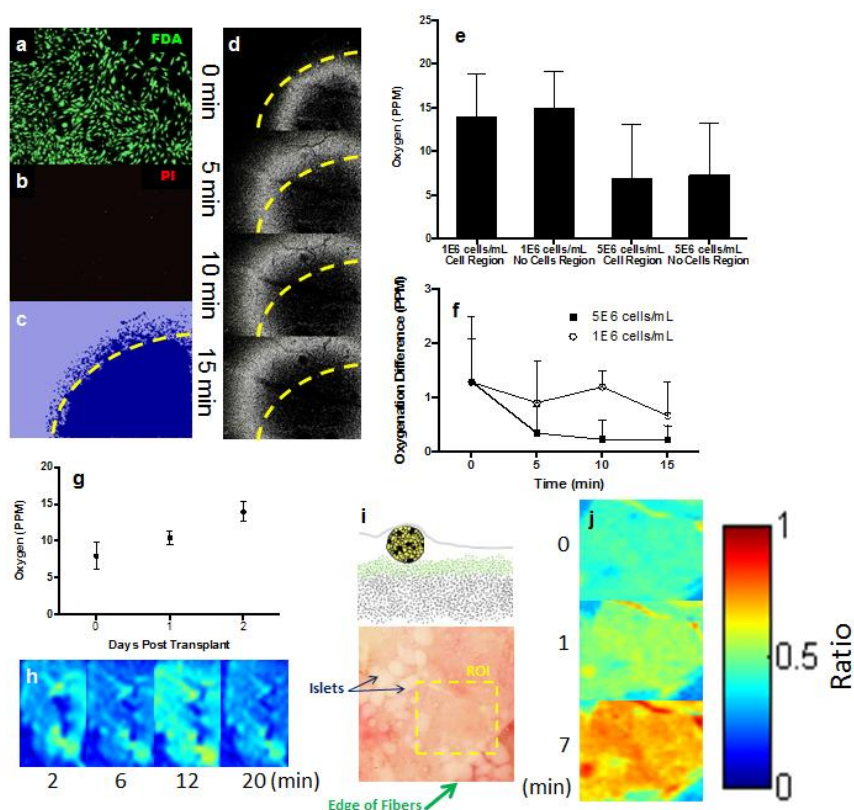 a
FDA
b
PI
c
d
0 min
5 min
10 min
15 min
e
Oxygen (PPM)
20
15
10
5
0
1E6 cells/mL
Cell Region
1E6 cells/mL
No Cells Region
5E6 cells/mL
Cell Region
5E6 cells/mL
No Cells Region
f
Oxygenation Difference (PPM)
3
2
1
0
5E6 cells/mL
1E6 cells/mL
0 5 10 15
Time (min)
g
Oxygen (PPM)
20
15
10
5
0
0 1 2
Days Post Transplant
h
2 6 12 20 (min)
i
Islets
ROI
Edge of Fibers
j
0
1
7
(min)
1
0.5
0
Ratio